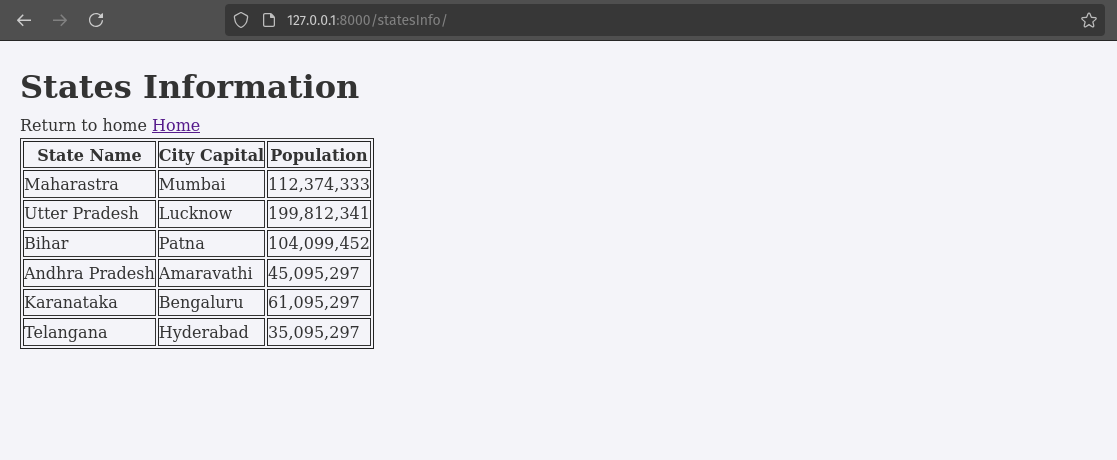 127.0.0.1:8000/statesInfo/
States Information
Return to home Home
State Name City Capital Population
Maharastra Mumbai 112,374,333
Utter Pradesh Lucknow 199,812,341
Bihar Patna 104,099,452
Andhra Pradesh Amaravathi 45,095,297
Karanataka Bengaluru 61,095,297
Telangana Hyderabad 35,095,297